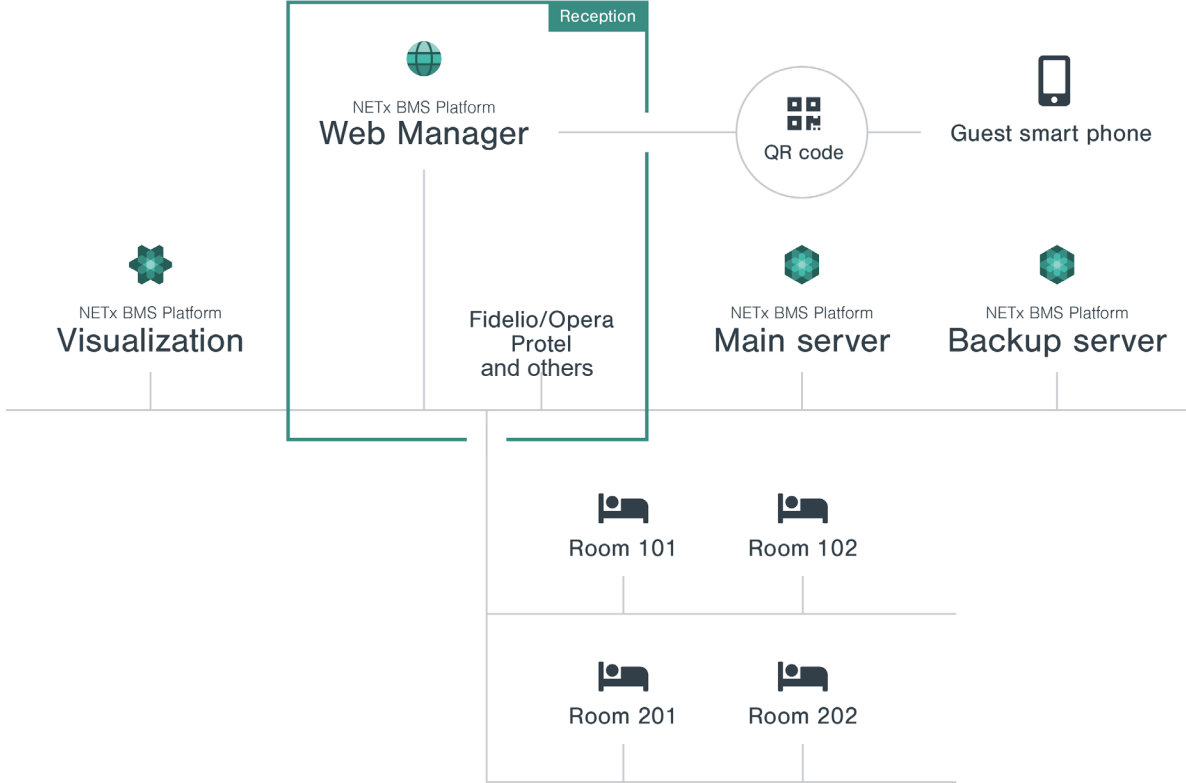 Reception
NETx BMS Platform
Web Manager
QR code
Guest smart phone
NETx BMS Platform
Visualization
Fidelio/Opera
Protel
and others
NETx BMS Platform
Main server
NETx BMS Platform
Backup server
Room 101
Room 102
Room 201
Room 202